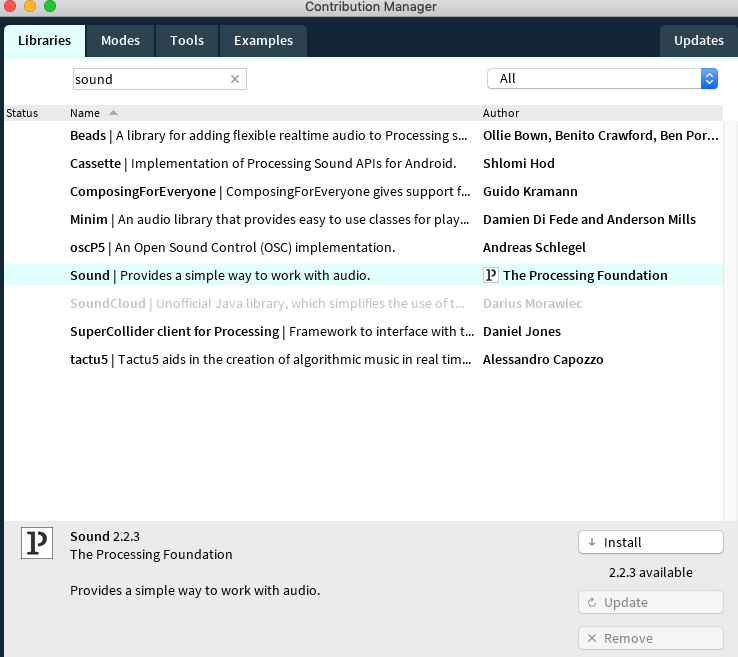 Contribution Manager
Libraries Modes Tools Examples Updates
sound All
Status Name Author
Beads | A library for adding flexible realtime audio to Processing s... Ollie Bown, Benito Crawford, Ben Por...
Cassette | Implementation of Processing Sound APIs for Android. Shlomi Hod
ComposingForEveryone | ComposingForEveryone gives support f... Guido Kramann
Minim | An audio library that provides easy to use classes for play... Damien Di Fede and Anderson Mills
oscP5 | An Open Sound Control (OSC) implementation. Andreas Schlegel
Sound | Provides a simple way to work with audio. P The Processing Foundation
SoundCloud | Unofficial Java library, which simplifies the use of t... Darius Morawiec
SuperCollider client for Processing | Framework to interface with t... Daniel Jones
tactu5 | Tactu5 aids in the creation of algorithmic music in real tim... Alessandro Capozzo
P
Sound 2.2.3
The Processing Foundation
Provides a simple way to work with audio.
Install
2.2.3 available
Update
Remove